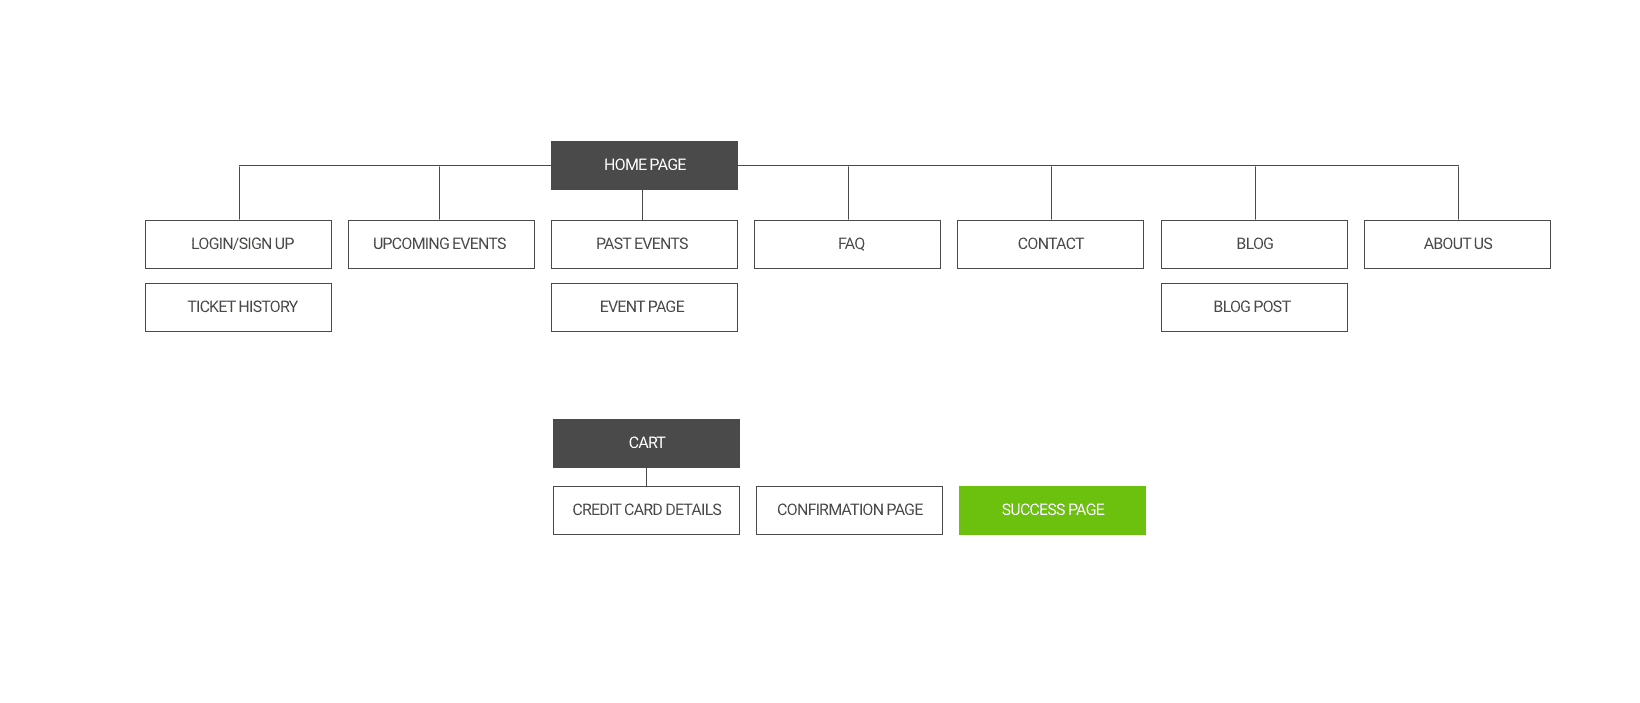 HOME PAGE
LOGIN/SIGN UP
UPCOMING EVENTS
PAST EVENTS
FAQ
CONTACT
BLOG
ABOUT US
TICKET HISTORY
EVENT PAGE
BLOG POST
CART
CREDIT CARD DETAILS
CONFIRMATION PAGE
SUCCESS PAGE